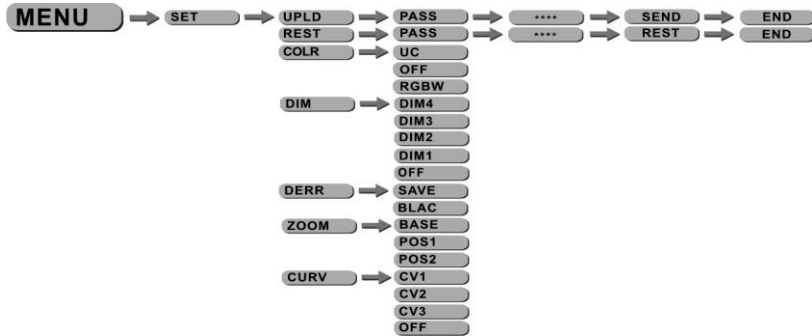 MENU SET UPLD PASS **** SEND END
REST PASS **** REST END
COLR UC
OFF
RGBW
DIM DIM4
DIM3
DIM2
DIM1
OFF
DERR SAVE
BLAC
ZOOM BASE
POS1
POS2
CURV CV1
CV2
CV3
OFF